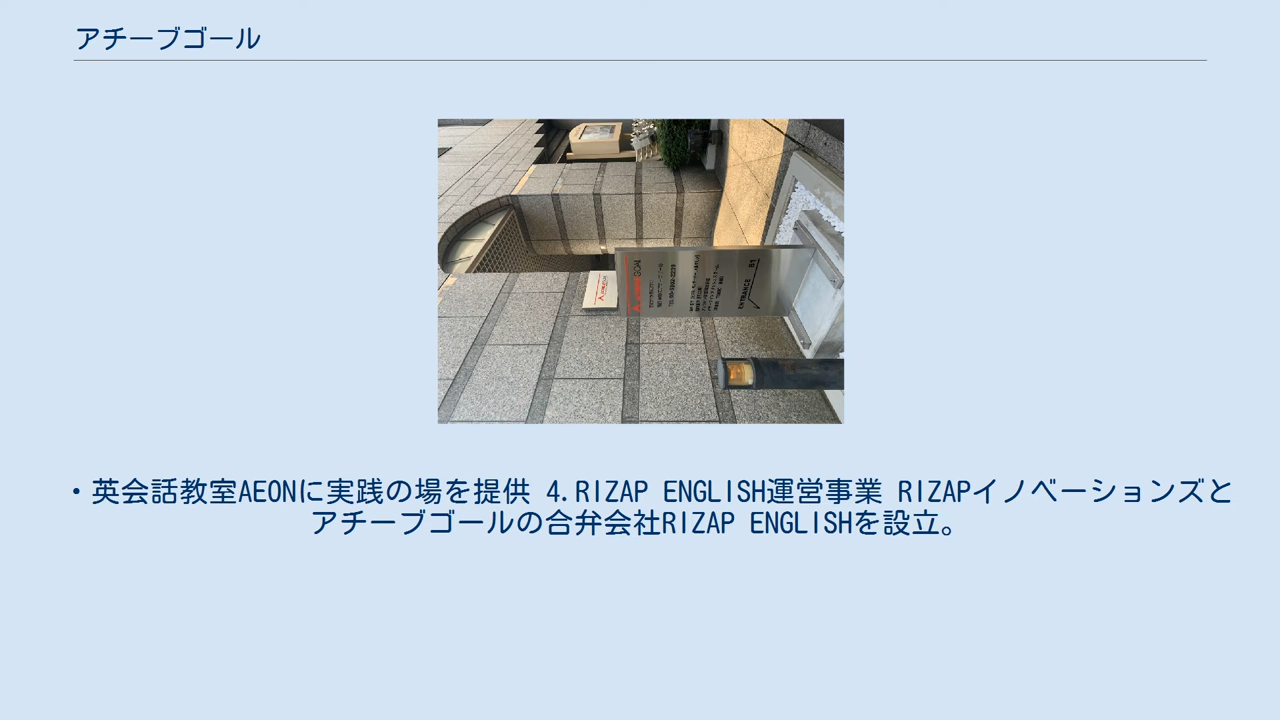 アチーブゴール
GOAL
ENTRANCE B1
・英会話教室AEONに実践の場を提供 4.RIZAP ENGLISH運営事業 RIZAPイノベーションズと
アチーブゴールの合弁会社RIZAP ENGLISHを設立。